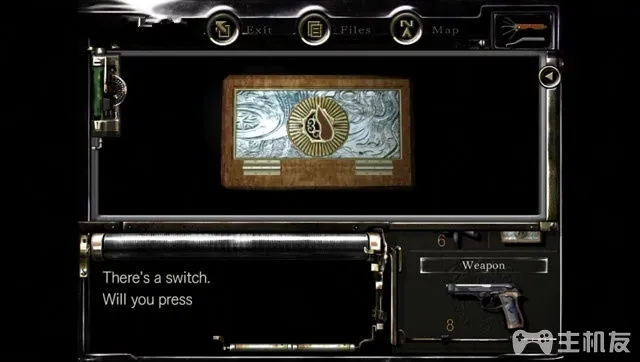 Exit
Files
Map
There's a switch.
Will you press
6
Weapon
8
主机友